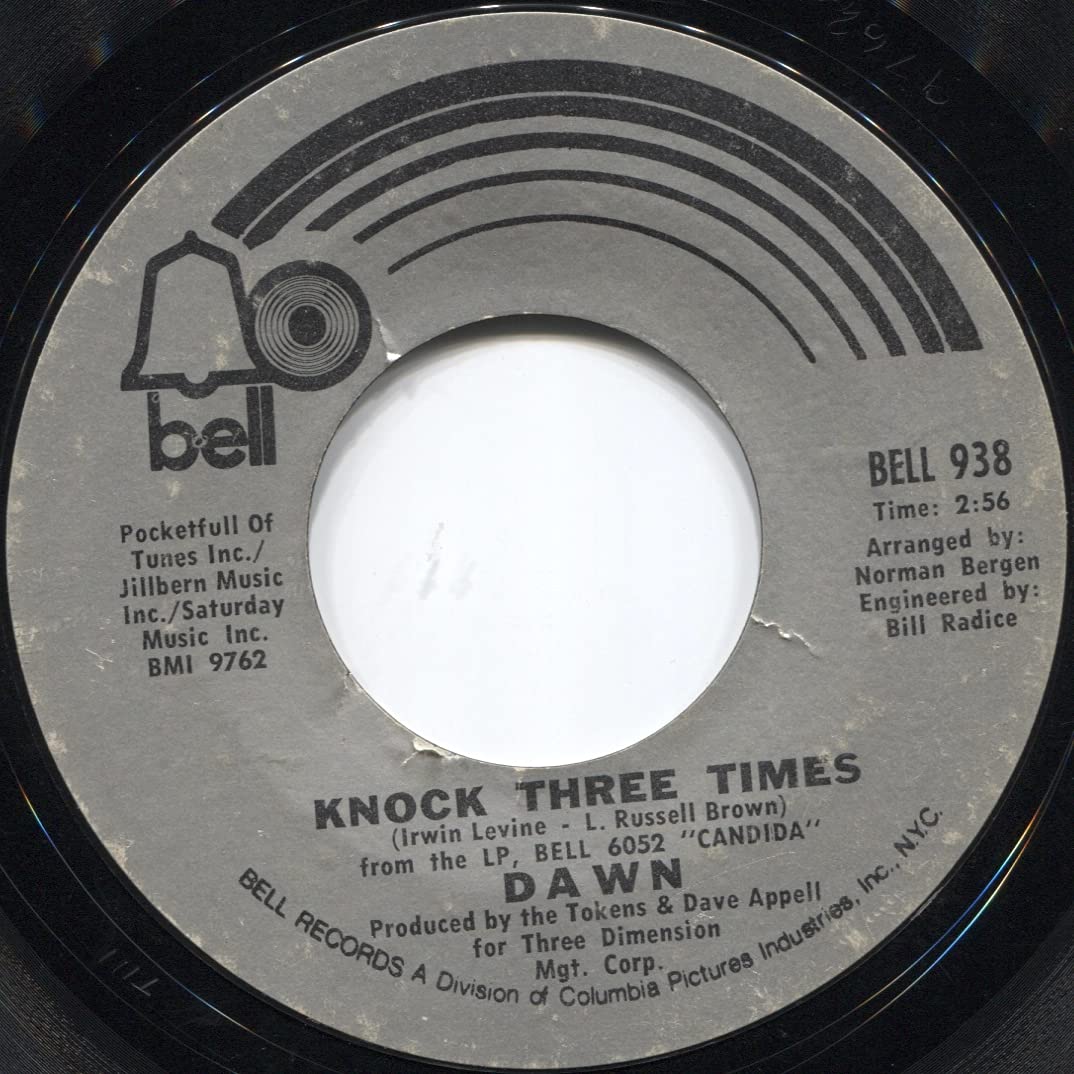 bell
Pocketfull Of
Tunes Inc./
Jillbern Music
Inc./Saturday
Music Inc.
BMI 9762
BELL 938
Time: 2:56
Arranged by:
Norman Bergen
Engineered by:
Bill Radice
KNOCK THREE TIMES
(Irwin Levine - L. Russell Brown)
from the LP, BELL 6052 "CANDIDA"
DAWN
Produced by the Tokens & Dave Appell
for Three Dimension
Mgt. Corp.
BELL RECORDS A Division of Columbia Pictures Industries, Inc., N.Y.C.